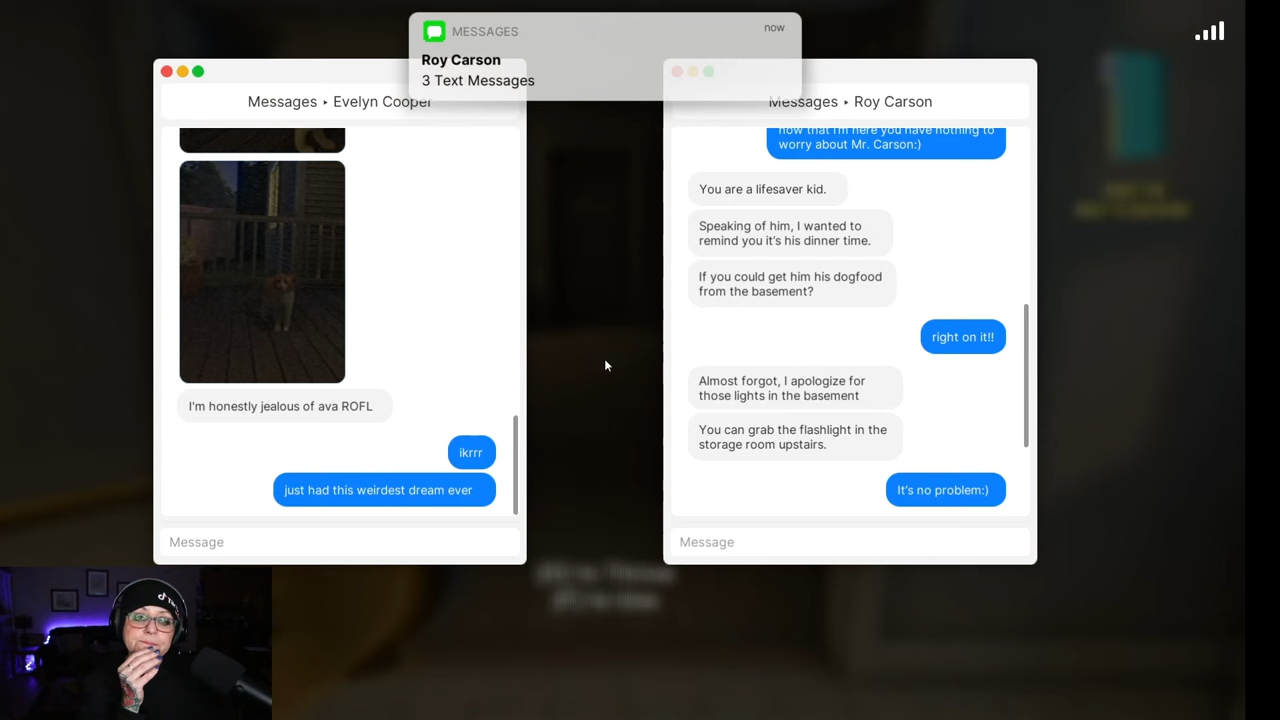 MESSAGES
now
Roy Carson
3 Text Messages
Messages ‣ Evelyn Cooper
I'm honestly jealous of ava ROFL
ikrrr
just had this weirdest dream ever
Message
Messages ‣ Roy Carson
now that I'm here you have nothing to
worry about Mr. Carson:)
You are a lifesaver kid.
Speaking of him, I wanted to
remind you it's his dinner time.
If you could get him his dogfood
from the basement?
right on it!!
Almost forgot, I apologize for
those lights in the basement
You can grab the flashlight in the
storage room upstairs.
It's no problem:)
Message